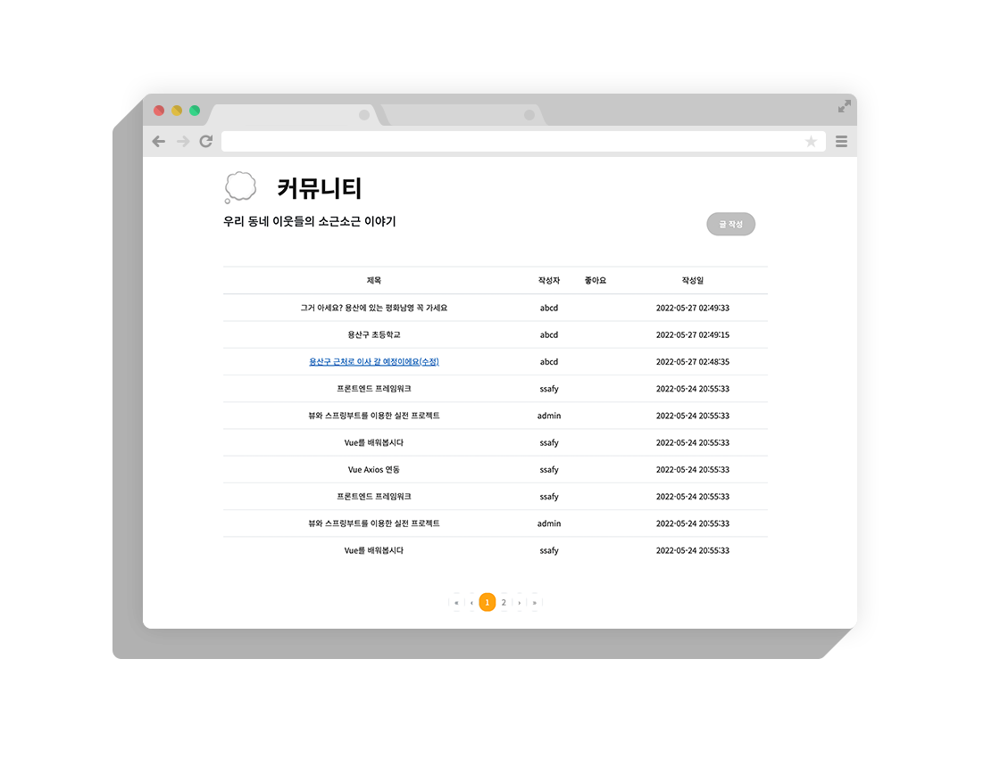 커뮤니티
우리 동네 이웃들의 소근소근 이야기
글 작성
제목 작성자 좋아요 작성일
그거 아세요? 용산에 있는 평화남영 꼭 가세요 abcd 2022-05-27 02:49:33
용산구 초등학교 abcd 2022-05-27 02:49:15
용산구 근처로 이사 갈 예정이에요(수정) abcd 2022-05-27 02:48:35
프론트엔드 프레임워크 ssafy 2022-05-24 20:55:33
뷰와 스프링부트를 이용한 실전 프로젝트 admin 2022-05-24 20:55:33
Vue를 배워봅시다 ssafy 2022-05-24 20:55:33
Vue Axios 연동 ssafy 2022-05-24 20:55:33
프론트엔드 프레임워크 ssafy 2022-05-24 20:55:33
뷰와 스프링부트를 이용한 실전 프로젝트 admin 2022-05-24 20:55:33
Vue를 배워봅시다 ssafy 2022-05-24 20:55:33
« ‹ 1 2 › »